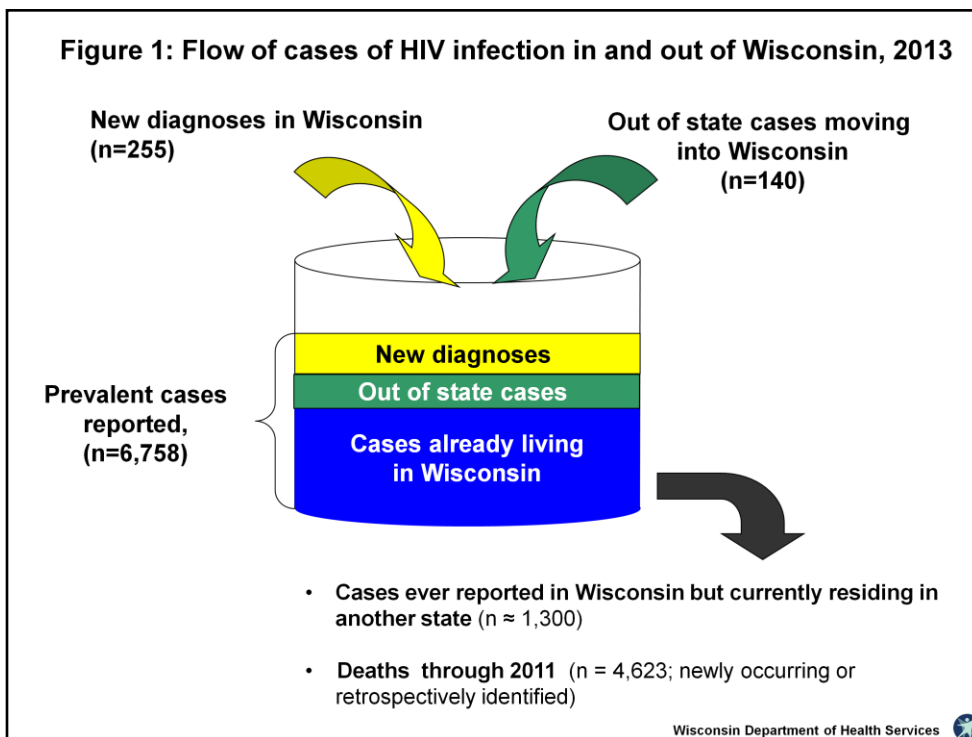 Figure 1: Flow of cases of HIV infection in and out of Wisconsin, 2013
New diagnoses in Wisconsin
(n=255)
Out of state cases moving
into Wisconsin
(n=140)
New diagnoses
Out of state cases
Cases already living
in Wisconsin
Prevalent cases
reported,
(n=6,758)
• Cases ever reported in Wisconsin but currently residing in
another state (n ≈ 1,300)
• Deaths through 2011 (n = 4,623; newly occurring or
retrospectively identified)
Wisconsin Department of Health Services